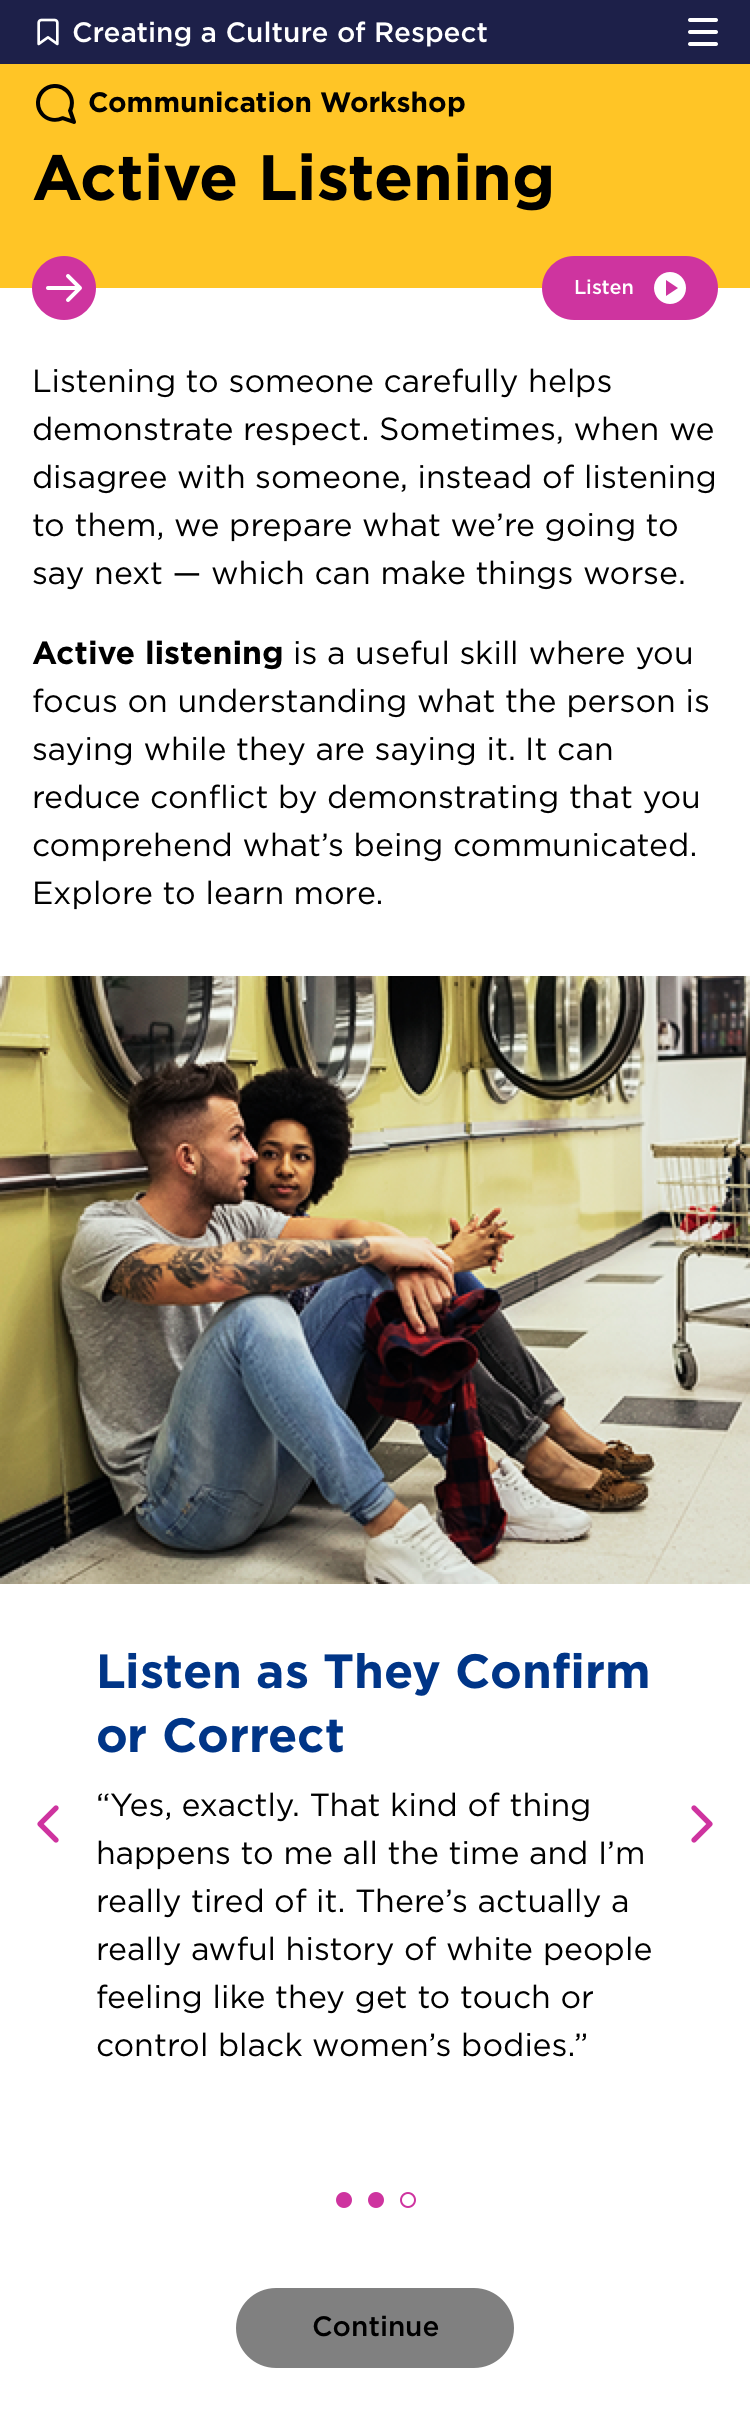 Creating a Culture of Respect
Communication Workshop
Active Listening
Listen
Listening to someone carefully helps
demonstrate respect. Sometimes, when we
disagree with someone, instead of listening
to them, we prepare what we’re going to
say next — which can make things worse.
Active listening is a useful skill where you
focus on understanding what the person is
saying while they are saying it. It can
reduce conflict by demonstrating that you
comprehend what’s being communicated.
Explore to learn more.
Listen as They Confirm
or Correct
“Yes, exactly. That kind of thing
happens to me all the time and I’m
really tired of it. There’s actually a
really awful history of white people
feeling like they get to touch or
control black women’s bodies.”
Continue